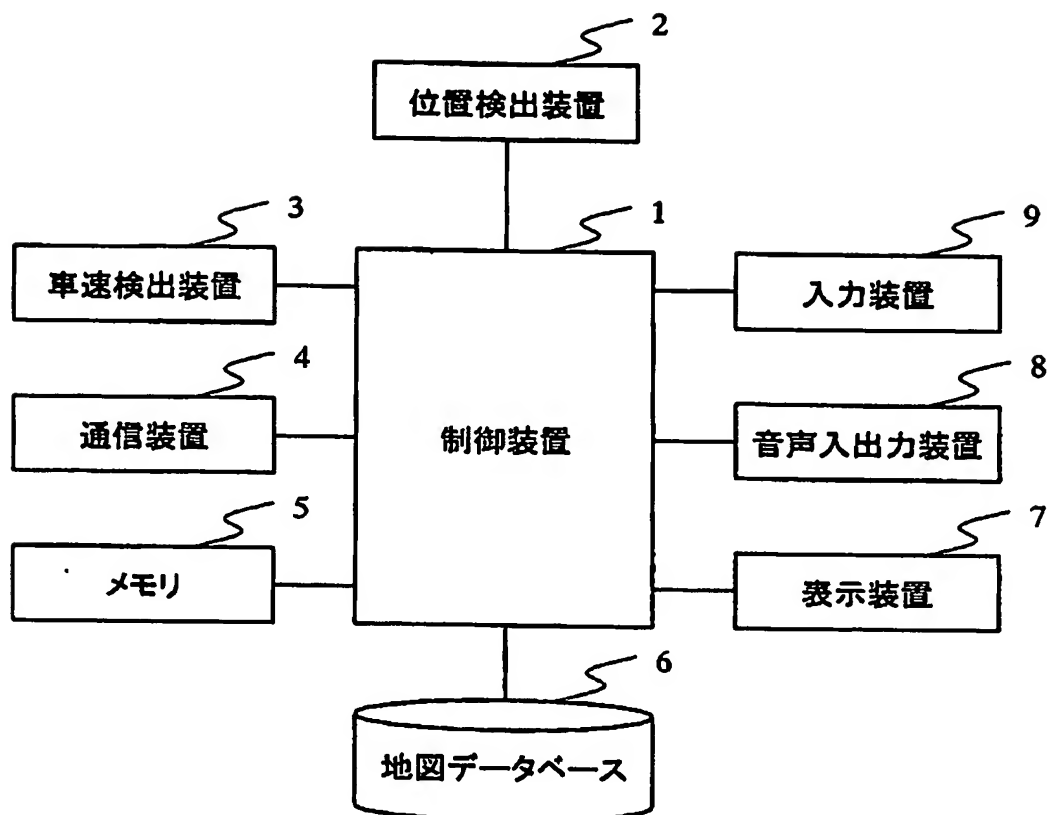 2
位置検出装置
3
1
9
車速検出装置
入力装置
4
8
通信装置
制御装置
音声入出力装置
5
7
メモリ
表示装置
6
地図データベース